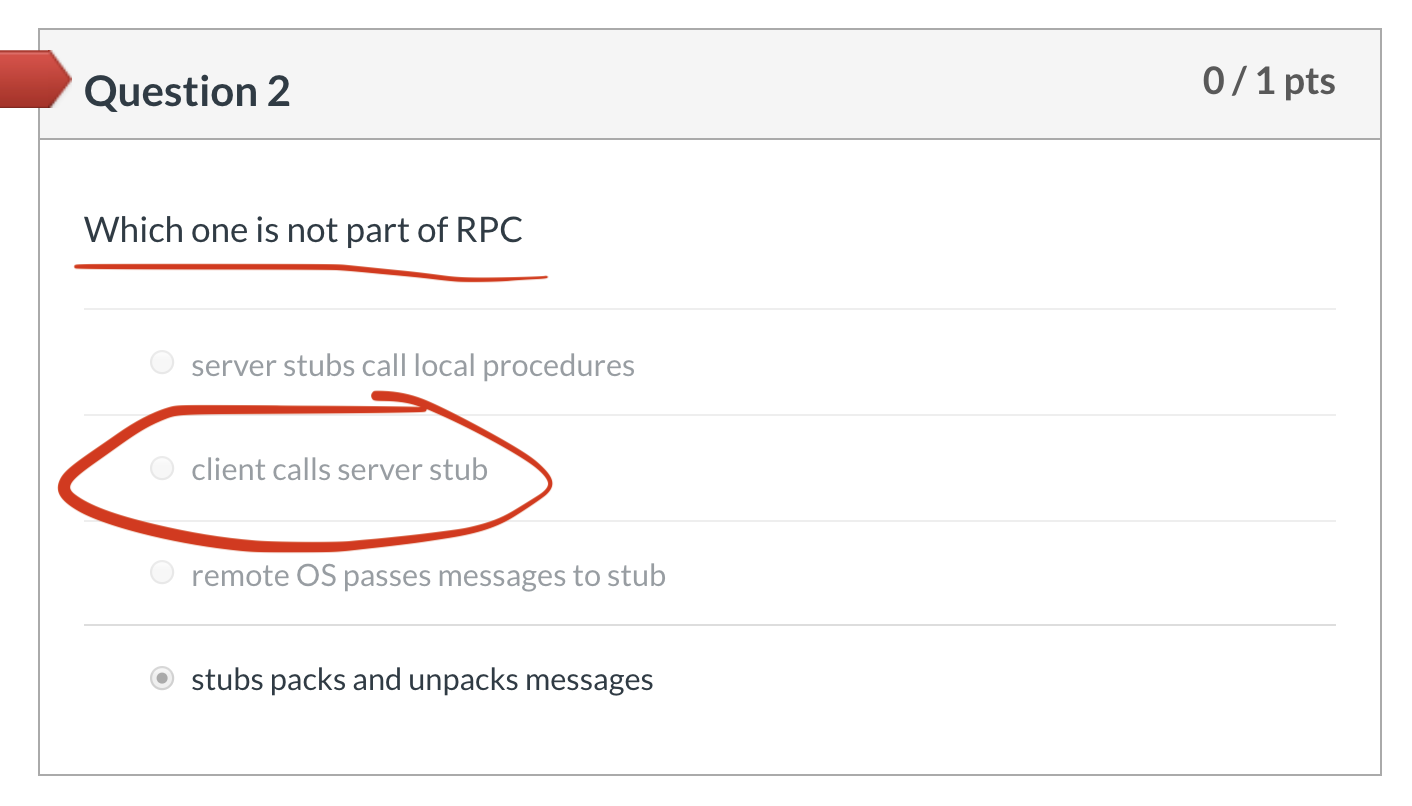 Question 2
0 / 1 pts
Which one is not part of RPC
server stubs call local procedures
client calls server stub
remote OS passes messages to stub
stubs packs and unpacks messages